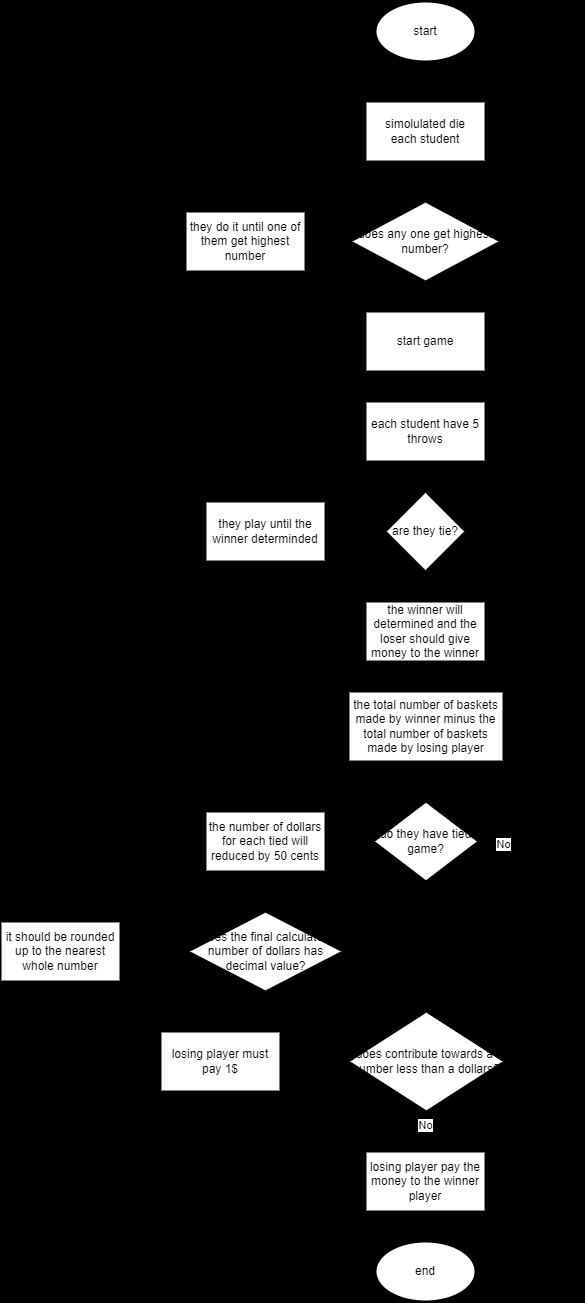 start
simolulated die
each student
they do it until one of
them get highest
number
does any one get highest
number?
start game
each student have 5
throws
they play until the
winner determinded
are they tie?
the winner will
determined and the
loser should give
money to the winner
the total number of baskets
made by winner minus the
total number of baskets
made by losing player
the number of dollars
for each tied will
reduced by 50 cents
do they have tied
game?
No
it should be rounded
up to the nearest
whole number
does the final calculated
number of dollars has
decimal value?
losing player must
pay 1$
does contribute towards a
number less than a dollars?
No
losing player pay the
money to the winner
player
end